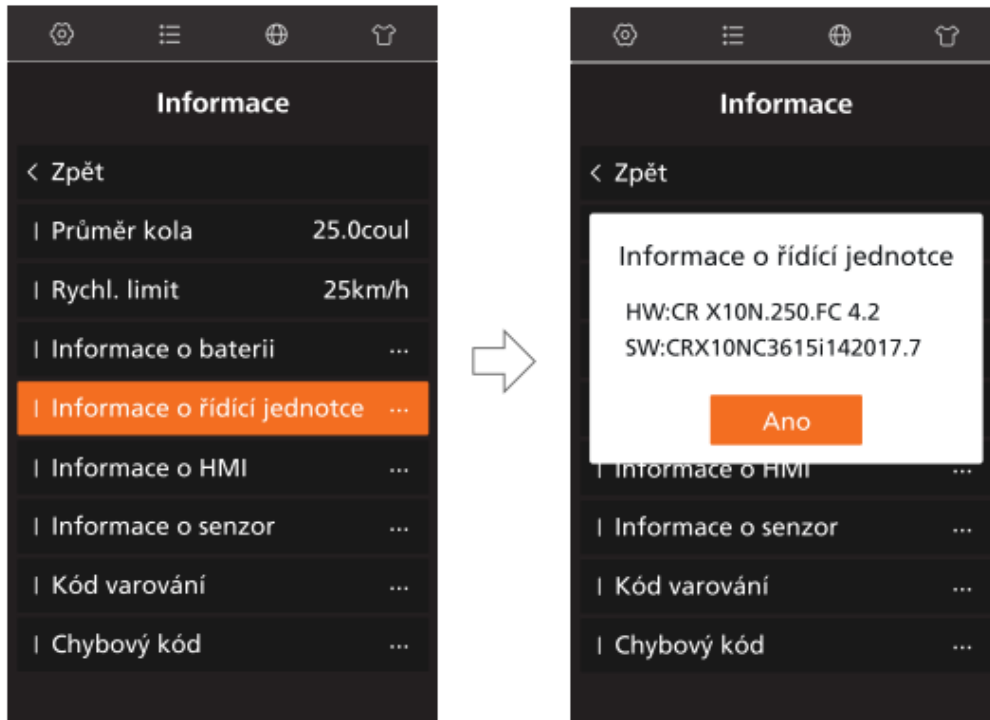 Informace
< Zpět
Průměr kola 25.0coul
Rychl. limit 25km/h
Informace o baterii ...
Informace o řídící jednotce ...
Informace o HMI ...
Informace o senzor ...
Kód varování ...
Chybový kód ...
Informace
< Zpět
Informace o řídící jednotce
HW:CR X10N.250.FC 4.2
SW:CRX10NC3615i142017.7
Ano
Informace o HMI ...
Informace o senzor ...
Kód varování ...
Chybový kód ...